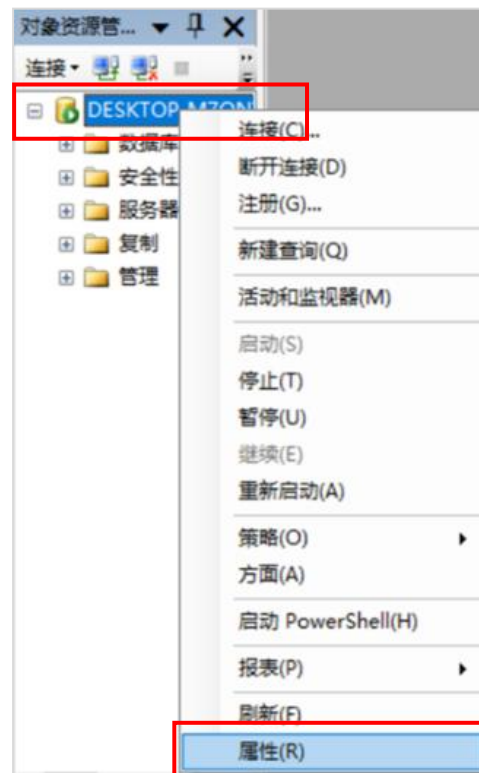 对象资源管...
连接
DESKTOP-MZON
数据库
安全性
服务器
复制
管理
连接(C)...
断开连接(D)
注册(G)...
新建查询(Q)
活动和监视器(M)
启动(S)
停止(T)
暂停(U)
继续(E)
重新启动(A)
策略(O)
方面(A)
启动 PowerShell(H)
报表(P)
刷新(F)
属性(R)